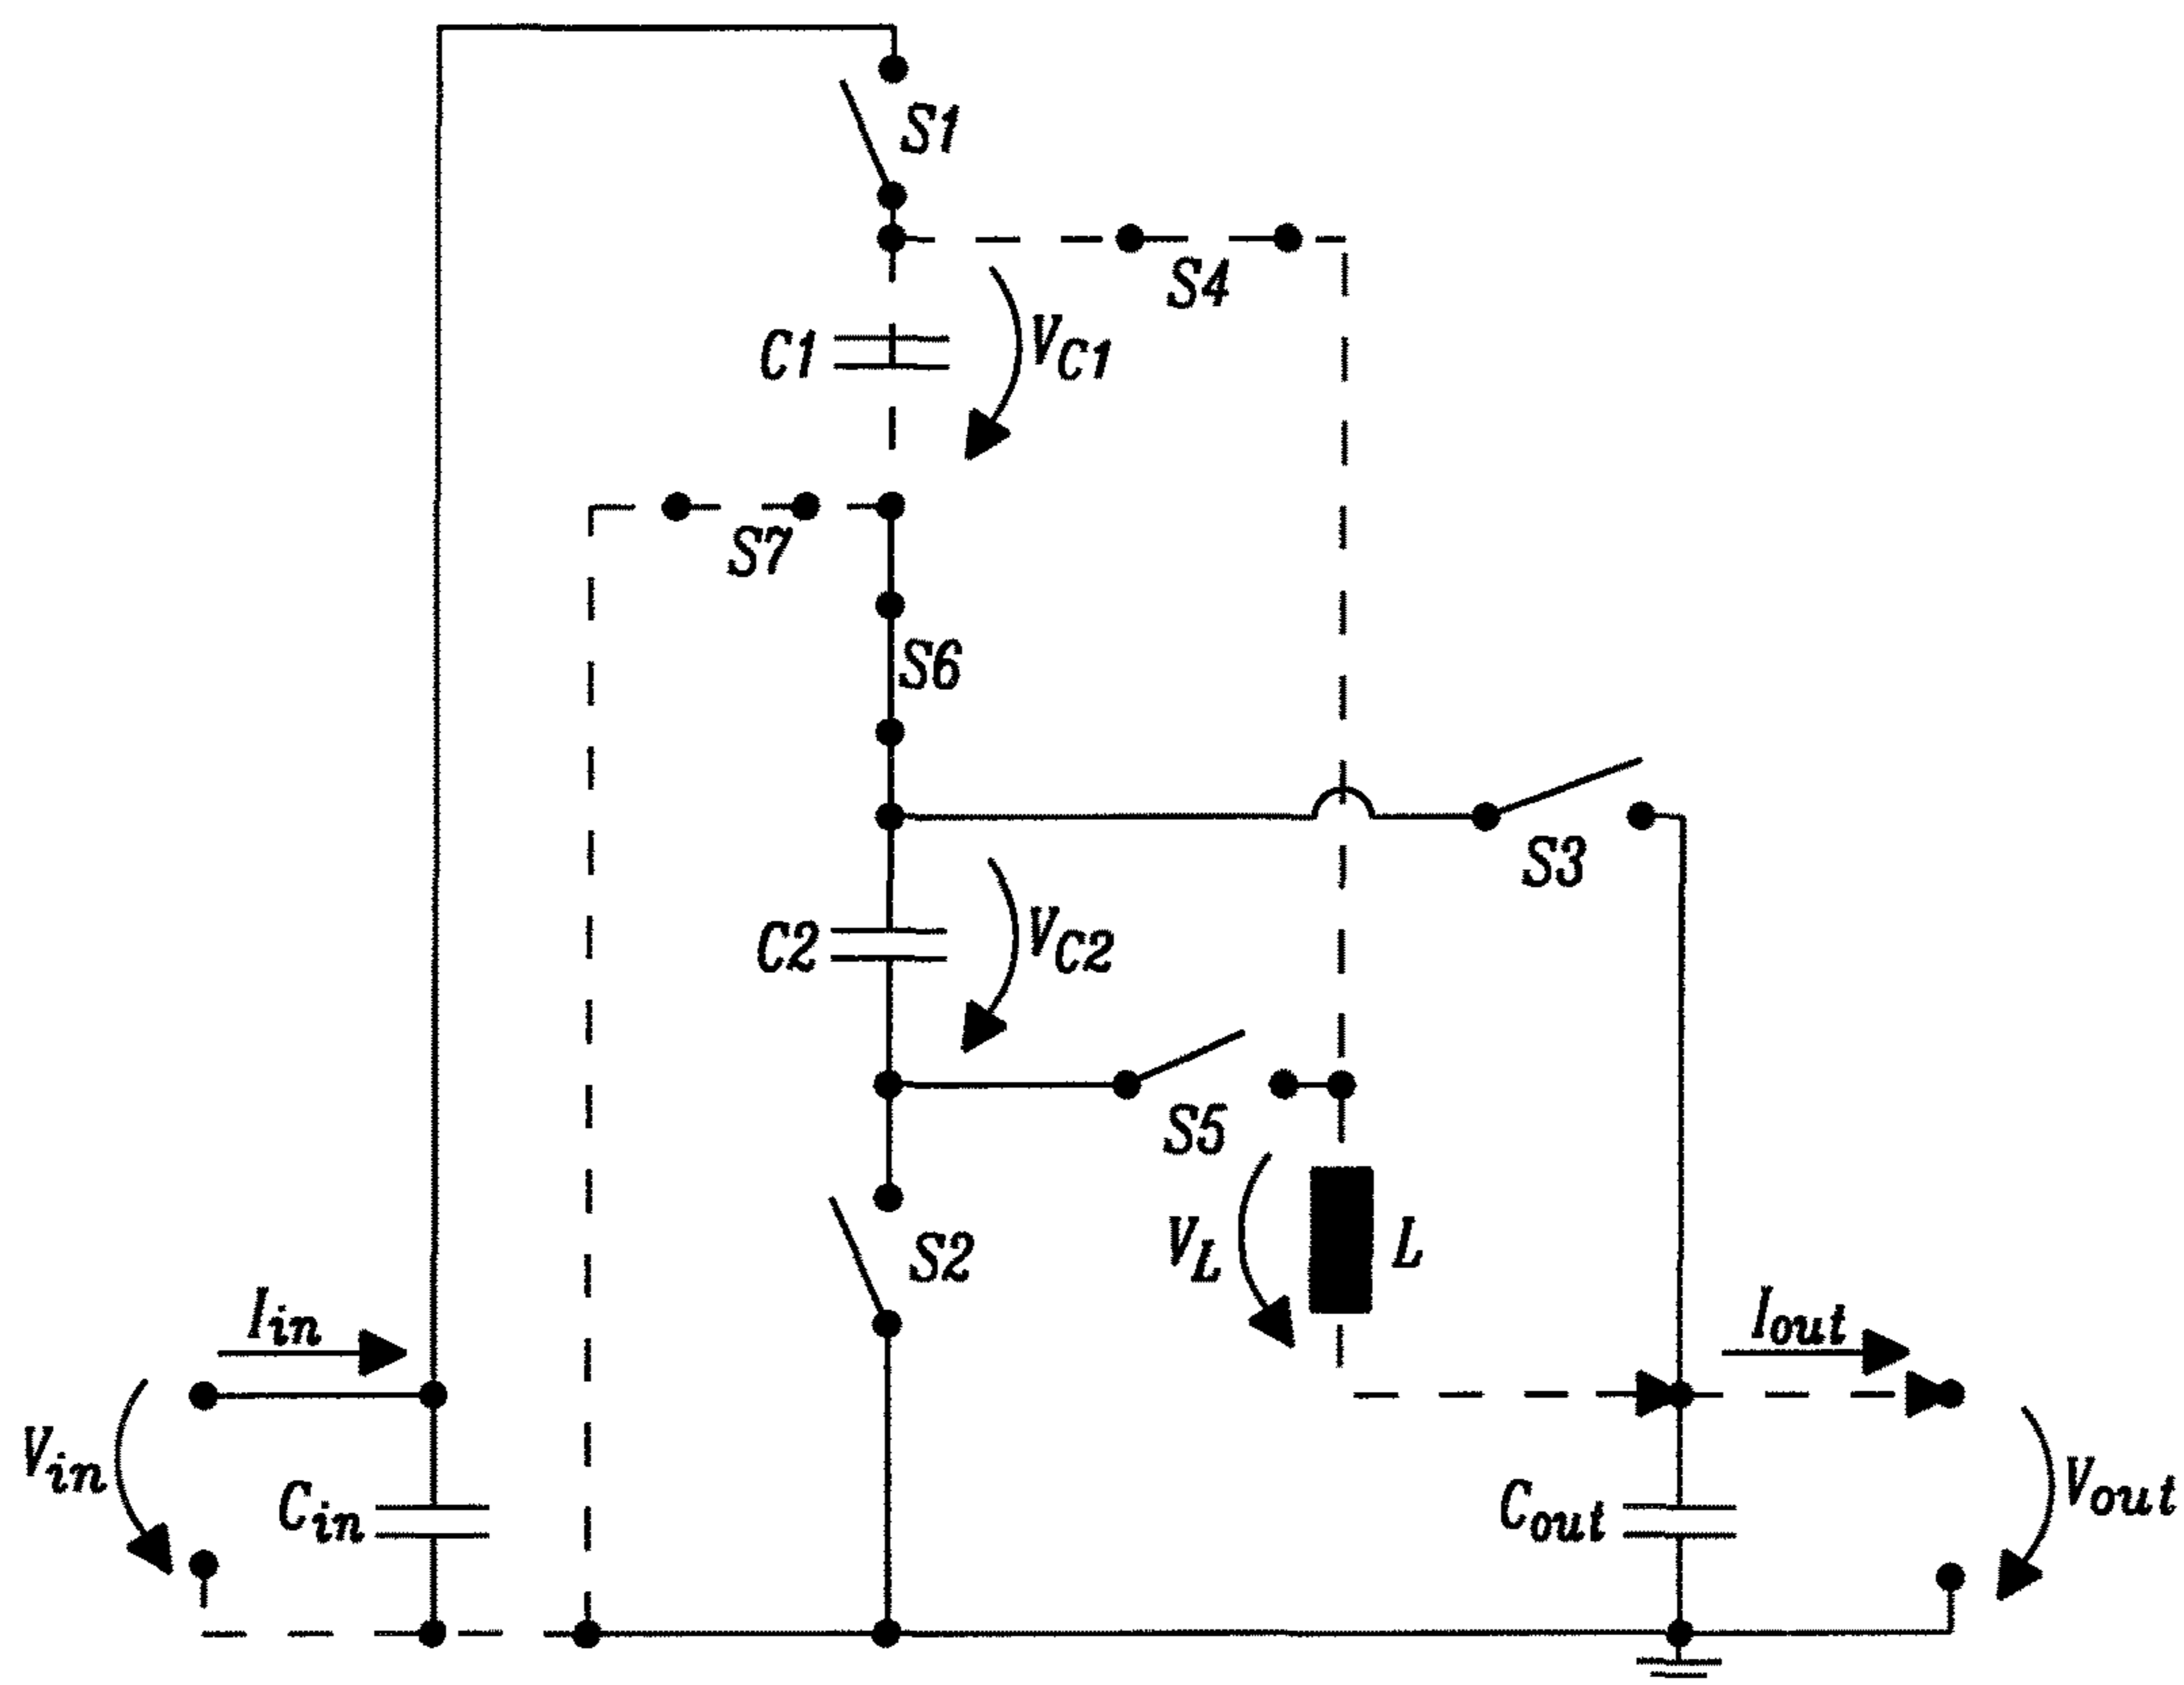 S1
S4
C1
VC1
S7
S6
S3
C2
VC2
S5
S2
VL
L
Iin
Iout
Vin
Cin
Cout
Vout